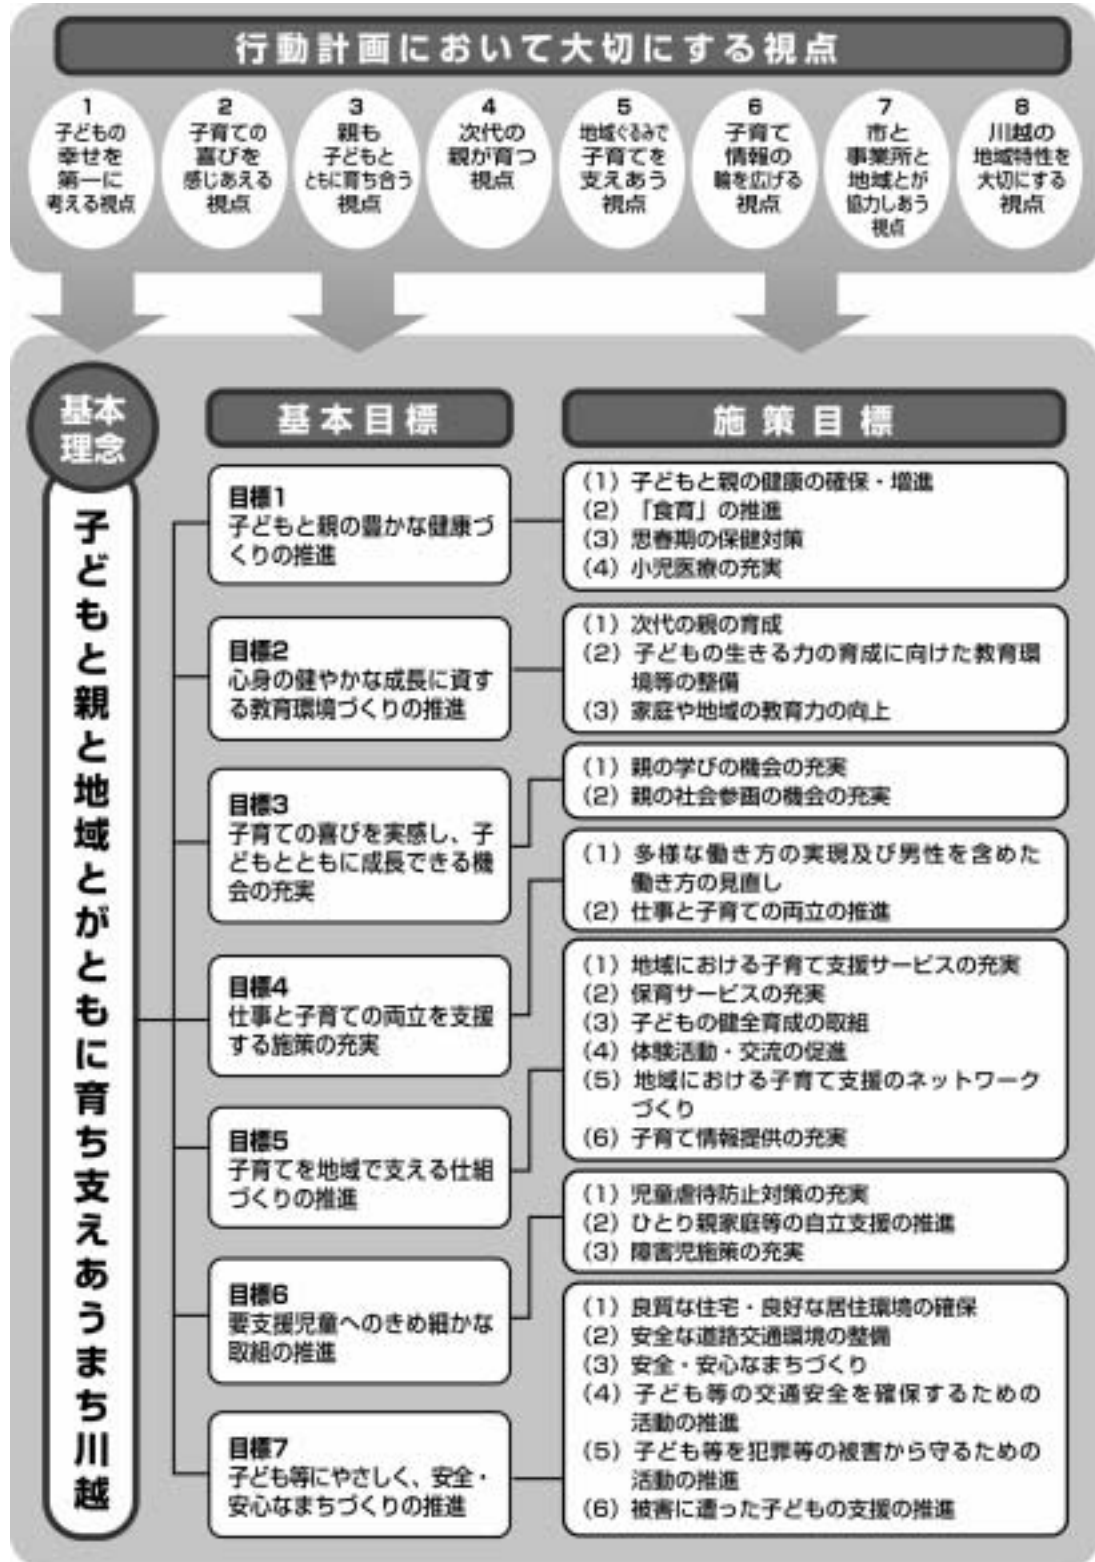 行動計画において大切にする視点
1
子どもの
幸せを
第一に
考える視点
2
子育ての
喜びを
感じあえる
視点
3
親も
子どもと
ともに育ち合う
視点
4
次代の
親が育つ
視点
5
地域ぐるみで
子育てを
支えあう
視点
6
子育て
情報の
輪を広げる
視点
7
市と
事業所と
地域とが
協力しあう
視点
8
川越の
地域特性を
大切にする
視点
基本
理念
子どもと親と地域とがともに育ち支えあうまち川越
基本目標
施策目標
目標1
子どもと親の豊かな健康づ
くりの推進
(1) 子どもと親の健康の確保・増進
(2) 「食育」の推進
(3) 思春期の保健対策
(4) 小児医療の充実
目標2
心身の健やかな成長に資す
る教育環境づくりの推進
(1) 次代の親の育成
(2) 子どもの生きる力の育成に向けた教育環
境等の整備
(3) 家庭や地域の教育力の向上
目標3
子育ての喜びを実感し、子
どもとともに成長できる機
会の充実
(1) 親の学びの機会の充実
(2) 親の社会参画の機会の充実
目標4
仕事と子育ての両立を支援
する施策の充実
(1) 多様な働き方の実現及び男性を含めた
働き方の見直し
(2) 仕事と子育ての両立の推進
目標5
子育てを地域で支える仕組
づくりの推進
(1) 地域における子育て支援サービスの充実
(2) 保育サービスの充実
(3) 子どもの健全育成の取組
(4) 体験活動・交流の促進
(5) 地域における子育て支援のネットワーク
づくり
(6) 子育て情報提供の充実
目標6
要支援児童へのきめ細かな
取組の推進
(1) 児童虐待防止対策の充実
(2) ひとり親家庭等の自立支援の推進
(3) 障害児施策の充実
目標7
子ども等にやさしく、安全・
安心なまちづくりの推進
(1) 良質な住宅・良好な居住環境の確保
(2) 安全な道路交通環境の整備
(3) 安全・安心なまちづくり
(4) 子ども等の交通安全を確保するための
活動の推進
(5) 子ども等を犯罪等の被害から守るための
活動の推進
(6) 被害に遭った子どもの支援の推進